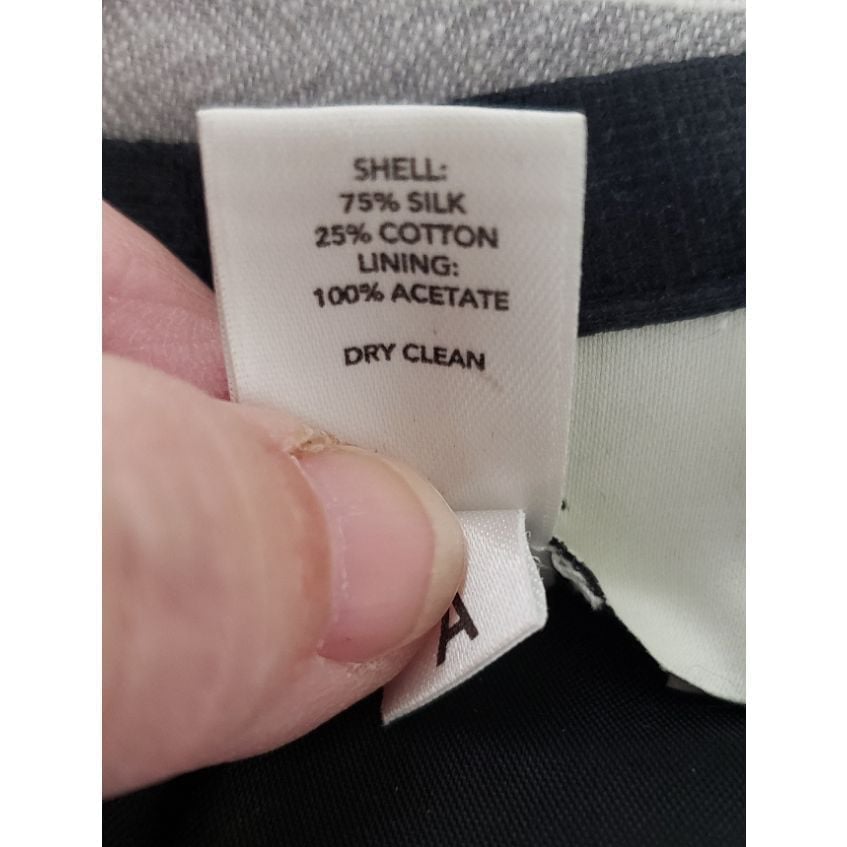 SHELL:
75% SILK
25% COTTON
LINING:
100% ACETATE
DRY CLEAN
A